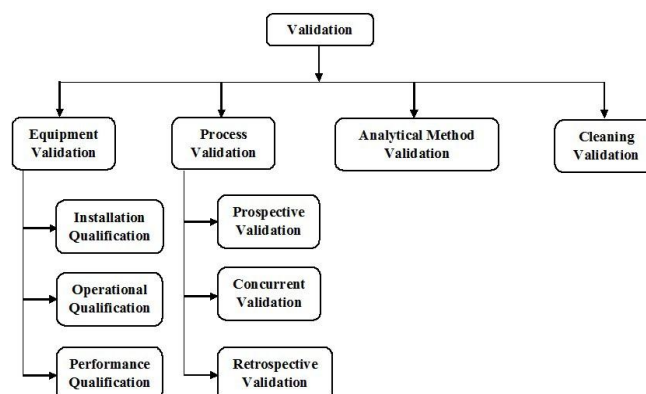 Validation
Equipment
Validation
Process
Validation
Analytical Method
Validation
Cleaning
Validation
Installation
Qualification
Prospective
Validation
Operational
Qualification
Concurrent
Validation
Performance
Qualification
Retrospective
Validation